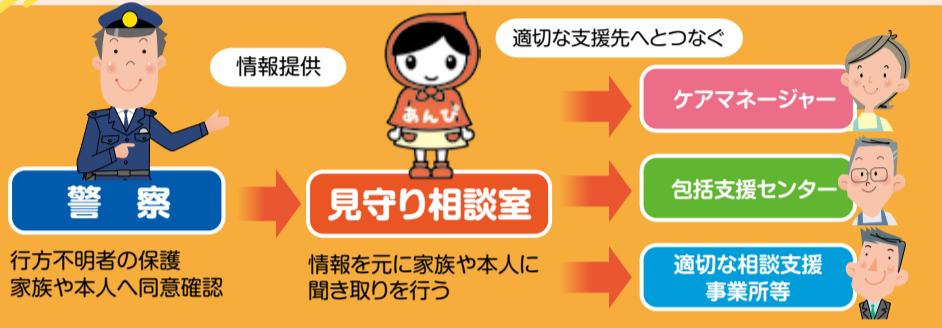 情報提供
適切な支援先へとつなぐ
あんぴ
ケアマネージャー
警察
見守り相談室
包括支援センター
行方不明者の保護
家族や本人へ同意確認
情報を元に家族や本人に
聞き取りを行う
適切な相談支援
事業所等